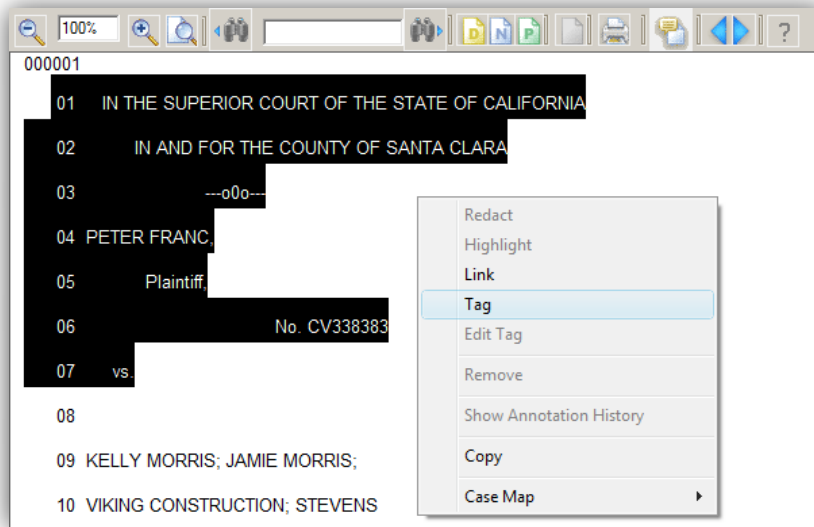 100%
D N P ?
000001
01 IN THE SUPERIOR COURT OF THE STATE OF CALIFORNIA
02 IN AND FOR THE COUNTY OF SANTA CLARA
03 ---o0o---
04 PETER FRANC,
05 Plaintiff,
06 No. CV338383
07 vs.
08
09 KELLY MORRIS; JAMIE MORRIS;
10 VIKING CONSTRUCTION; STEVENS
Redact
Highlight
Link
Tag
Edit Tag
Remove
Show Annotation History
Copy
Case Map